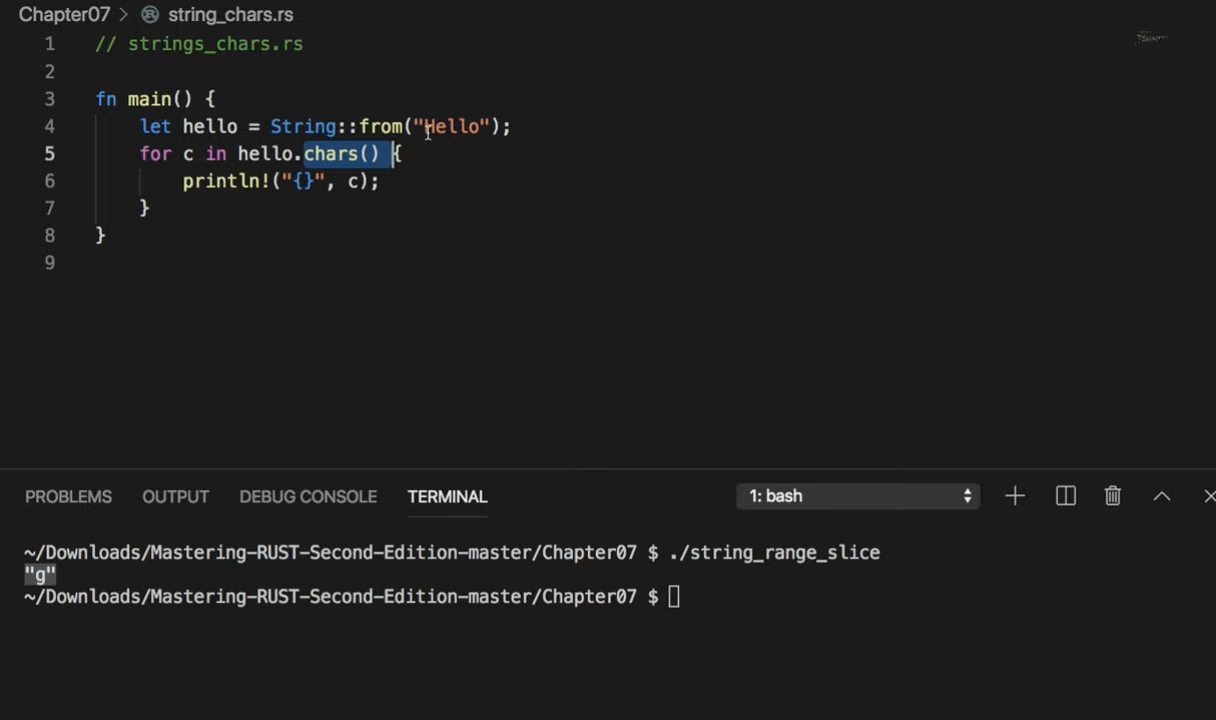 Chapter07 > string_chars.rs
1 // strings_chars.rs
2
3 fn main() {
4 let hello = String::from("Hello");
5 for c in hello.chars() {
6 println!("{}", c);
7 }
8 }
9
PROBLEMS OUTPUT DEBUG CONSOLE TERMINAL 1: bash
~/Downloads/Mastering-RUST-Second-Edition-master/Chapter07 $ ./string_range_slice
"g"
~/Downloads/Mastering-RUST-Second-Edition-master/Chapter07 $